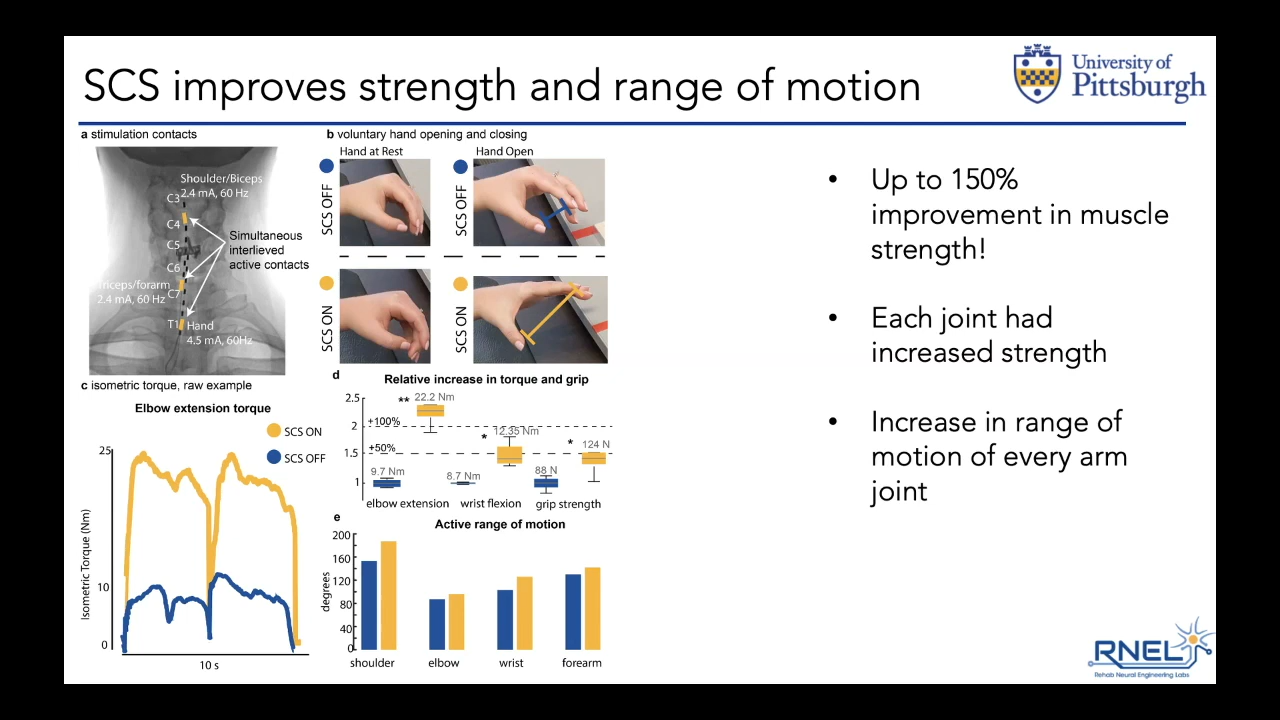 SCS improves strength and range of motion
University of
Pittsburgh
a stimulation contacts
Shoulder/Biceps
2.4 mA, 60 Hz
C3
C4
C5
C6
C7
T1
Simultaneous
interlieved
active contacts
riceps/forarm
2.4 mA, 60 Hz
Hand
4.5 mA, 60Hz
b voluntary hand opening and closing
Hand at Rest
Hand Open
SCS OFF
SCS OFF
SCS ON
SCS ON
c isometric torque, raw example
Elbow extension torque
SCS ON
SCS OFF
25
10
0
Isometric Torque (Nm)
10 s
d
Relative increase in torque and grip
2.5
2
1.5
1
+100%
+50%
** 22.2 Nm
* 12.35 Nm
* 124 N
9.7 Nm
8.7 Nm
88 N
elbow extension
wrist flexion
grip strength
e
Active range of motion
200
160
120
80
40
0
degrees
shoulder
elbow
wrist
forearm
• Up to 150%
improvement in muscle
strength!
• Each joint had
increased strength
• Increase in range of
motion of every arm
joint
RNEL
Rehab Neural Engineering Labs